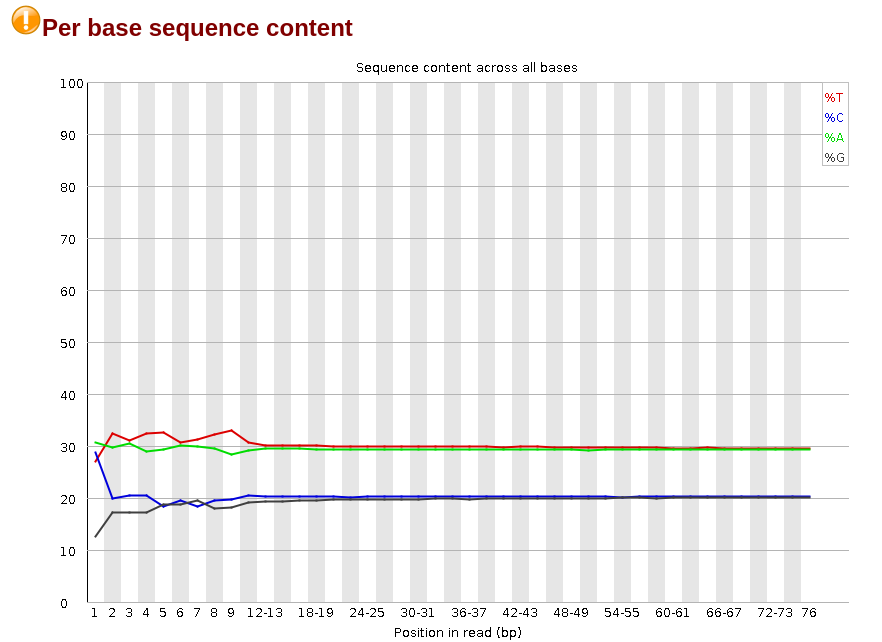 Per base sequence content
Sequence content across all bases
%T
%C
%A
%G
100
90
80
70
60
50
40
30
20
10
0
1 2 3 4 5 6 7 8 9 12-13 18-19 24-25 30-31 36-37 42-43 48-49 54-55 60-61 66-67 72-73 76
Position in read (bp)